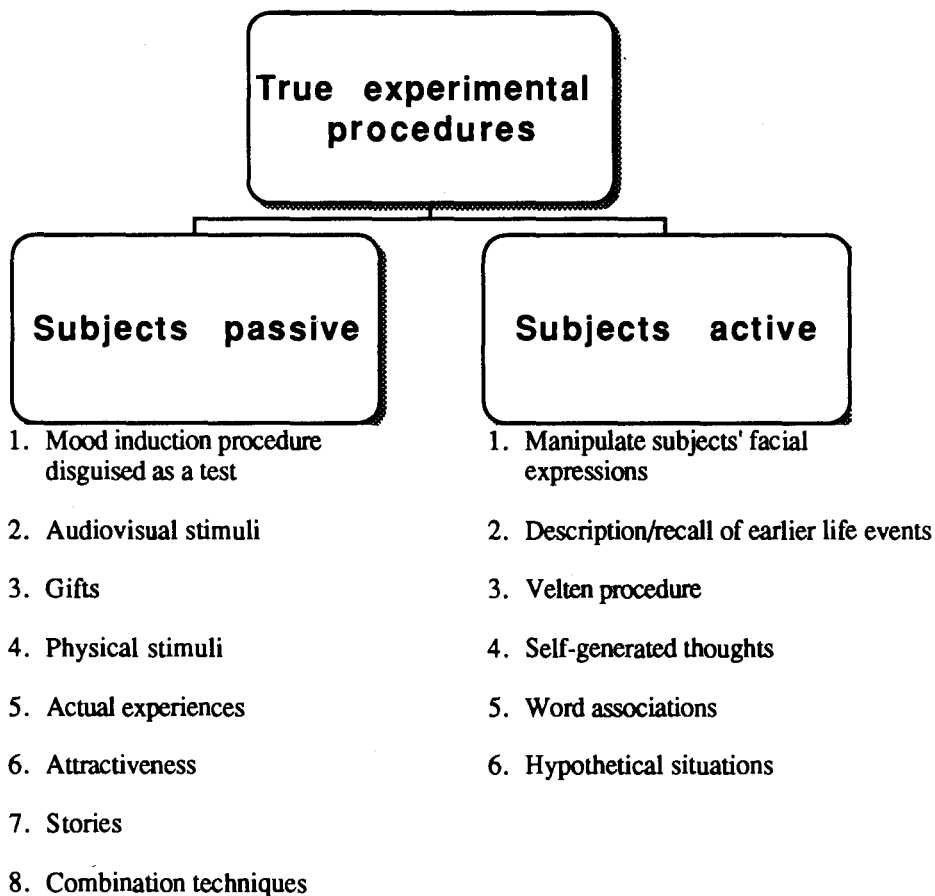 True experimental
procedures
Subjects passive
1. Mood induction procedure
disguised as a test
2. Audiovisual stimuli
3. Gifts
4. Physical stimuli
5. Actual experiences
6. Attractiveness
7. Stories
8. Combination techniques
Subjects active
1. Manipulate subjects' facial
expressions
2. Description/recall of earlier life events
3. Velten procedure
4. Self-generated thoughts
5. Word associations
6. Hypothetical situations